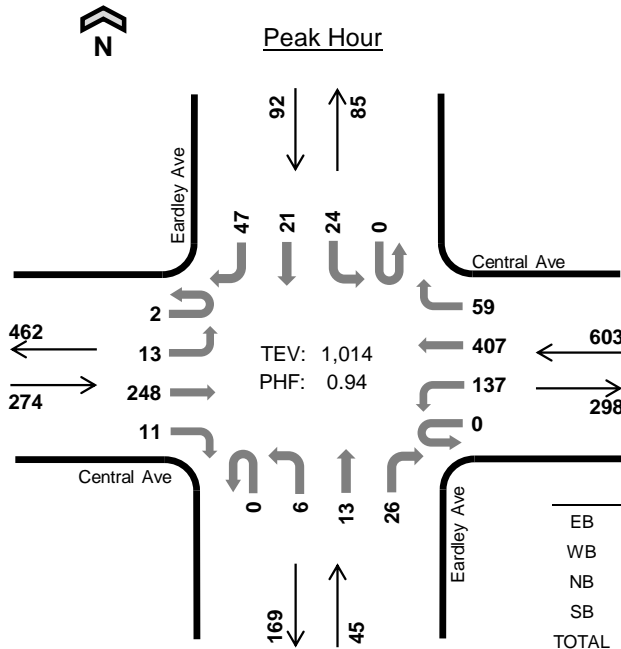 N
Peak Hour
92
85
Eardley Ave
47
21
24
0
Central Ave
2
59
462
13
TEV: 1,014
407
603
274
248
PHF: 0.94
137
298
11
0
Central Ave
0
6
13
26
Eardley Ave
169
45
EB
WB
NB
SB
TOTAL